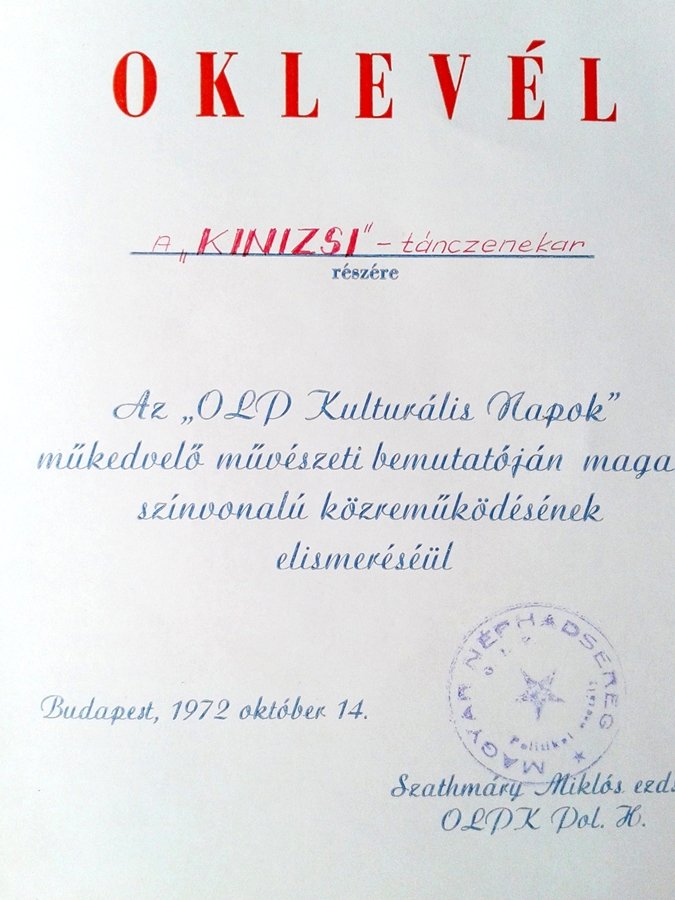 OKLEVÉL
A „KINIZSI" - tánczenekar
részére
Az „OLP Kulturális Napok”
műkedvelő művészeti bemutatóján maga
színvonalú közreműködésének
elismeréséül
MAGYAR NÉPHADSEREG
Politikai
Budapest, 1972 október 14.
Szathmáry Miklós ezds
OLPK Pol. H.